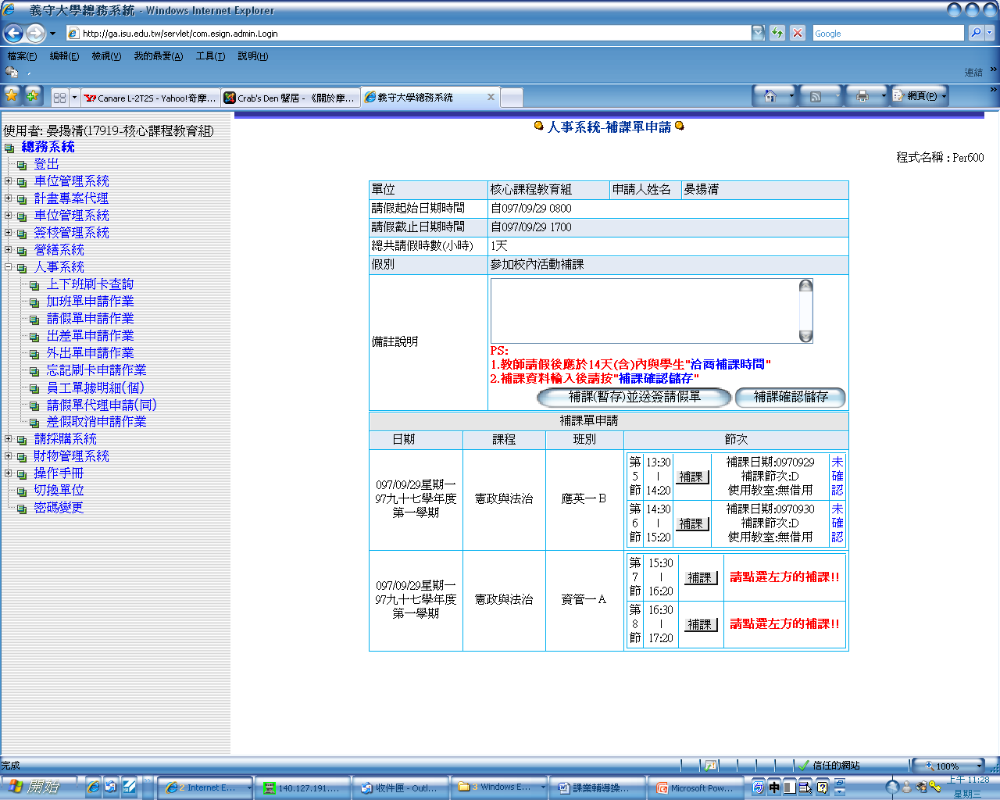 義守大學總務系統 - Windows Internet Explorer
http://ga.isu.edu.tw/servlet/com.esign.admin.Login
Google
檔案(F) 編輯(E) 檢視(V) 我的最愛(A) 工具(T) 說明(H)
連結
Canare L-2T2S - Yahoo!奇摩...
Crab's Den 蟹居 - 《關於摩...
義守大學總務系統
網頁(P)
使用者: 晏揚清(17919-核心課程教育組)
總務系統
登出
車位管理系統
計畫專案代理
車位管理系統
簽核管理系統
營繕系統
人事系統
上下班刷卡查詢
加班單申請作業
請假單申請作業
出差單申請作業
外出單申請作業
忘記刷卡申請作業
員工單據明細(個)
請假單代理申請(同)
差假取消申請作業
請採購系統
財物管理系統
操作手冊
切換單位
密碼變更
人事系統-補課單申請
程式名稱 : Per600
單位 核心課程教育組 申請人姓名 晏揚清
請假起始日期時間 自097/09/29 0800
請假截止日期時間 自097/09/29 1700
總共請假時數(小時) 1天
假別 參加校內活動補課
備註說明
PS:
1.教師請假後應於14天(含)內與學生"洽商補課時間"
2.補課資料輸入後請按"補課確認儲存"
補課(暫存)並送簽請假單 補課確認儲存
補課單申請
日期 課程 班別 節次
097/09/29星期一
97九十七學年度
第一學期
憲政與法治
應英一B
第5節 13:30 | 14:20 補課
補課日期:0970929
補課節次:D
使用教室:無借用
未確認
第6節 14:30 | 15:20 補課
補課日期:0970930
補課節次:D
使用教室:無借用
未確認
097/09/29星期一
97九十七學年度
第一學期
憲政與法治
資管一A
第7節 15:30 | 16:20 補課 請點選左方的補課!!
第8節 16:30 | 17:20 補課 請點選左方的補課!!
完成
信任的網站
100%
開始
2 Internet E...
140.127.191....
收件匣 - Outl...
3 Windows E...
課業輔導操...
Microsoft Pow...
中
上午 11:28
星期三